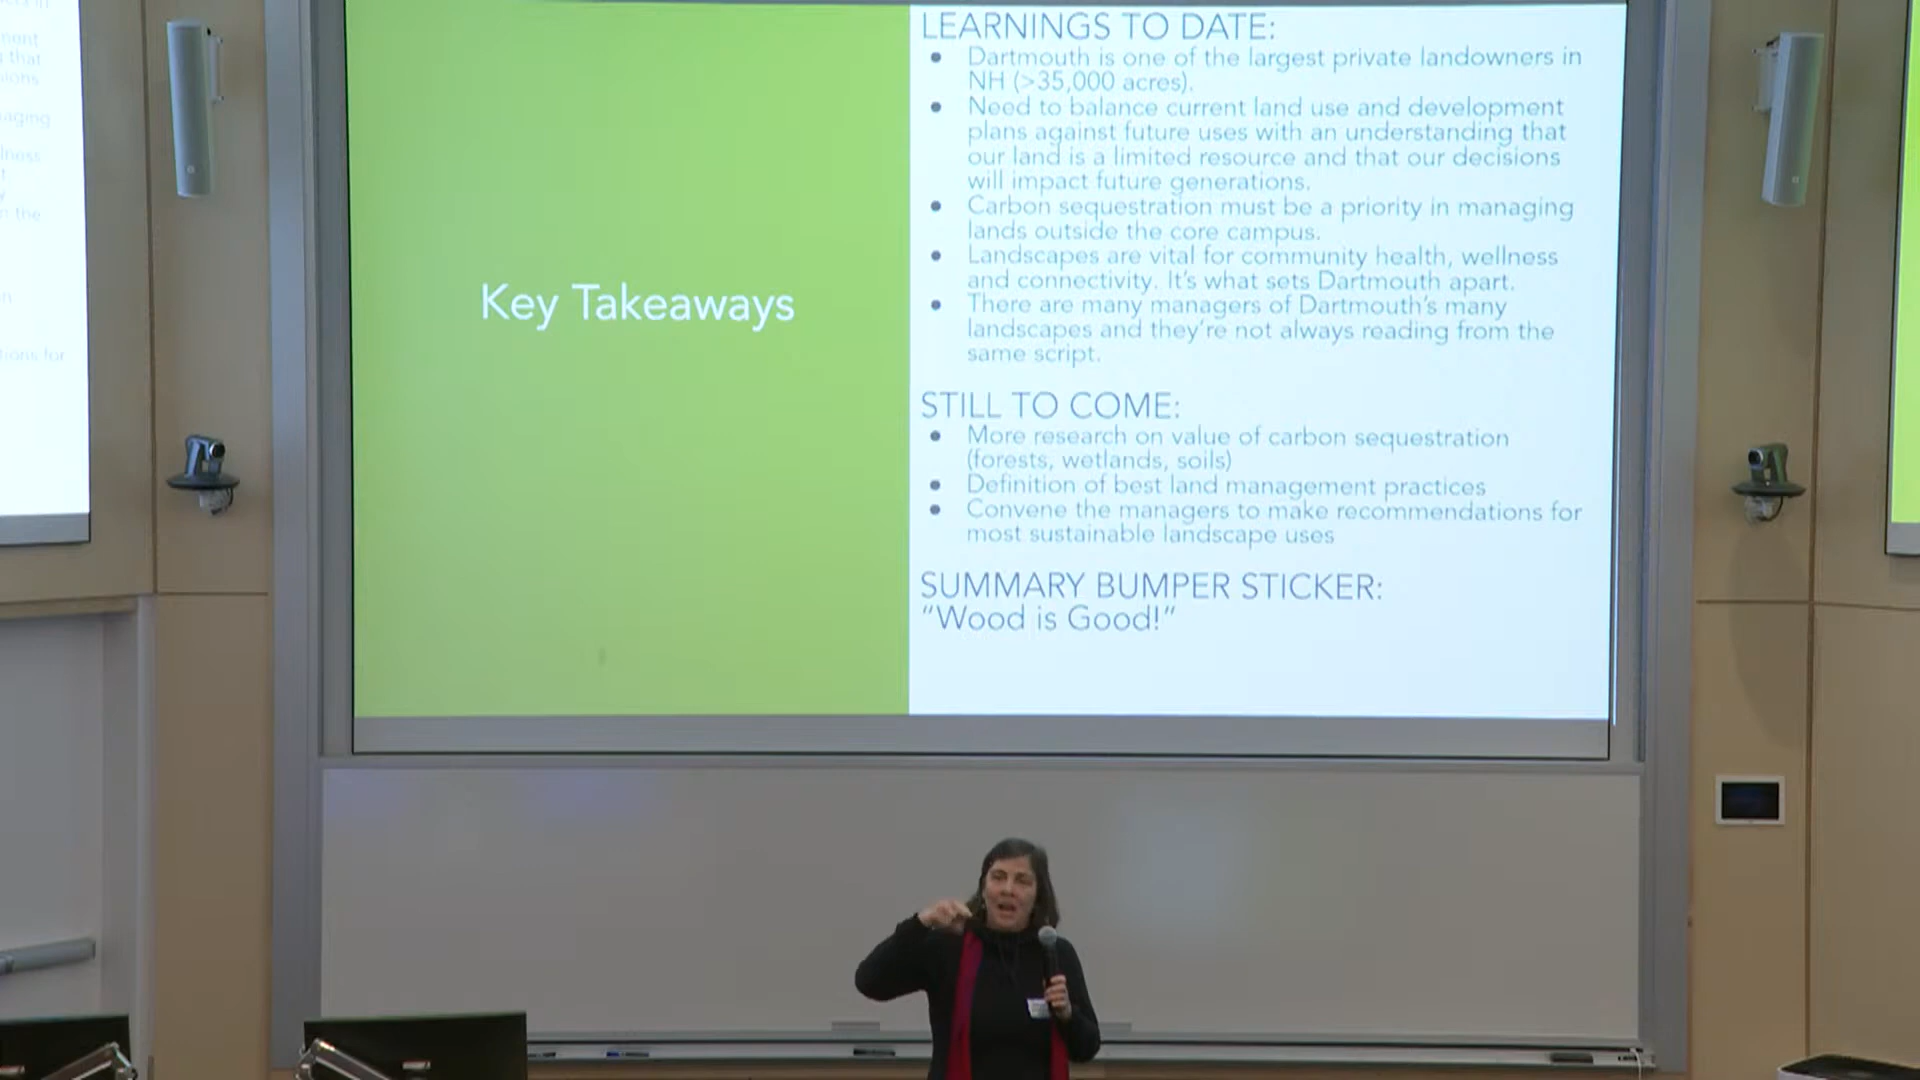 Key Takeaways
LEARNINGS TO DATE:
● Dartmouth is one of the largest private landowners in
NH (>35,000 acres).
● Need to balance current land use and development
plans against future uses with an understanding that
our land is a limited resource and that our decisions
will impact future generations.
● Carbon sequestration must be a priority in managing
lands outside the core campus.
● Landscapes are vital for community health, wellness
and connectivity. It's what sets Dartmouth apart.
● There are many managers of Dartmouth's many
landscapes and they're not always reading from the
same script.
STILL TO COME:
● More research on value of carbon sequestration
(forests, wetlands, soils)
● Definition of best land management practices
● Convene the managers to make recommendations for
most sustainable landscape uses
SUMMARY BUMPER STICKER:
"Wood is Good!"